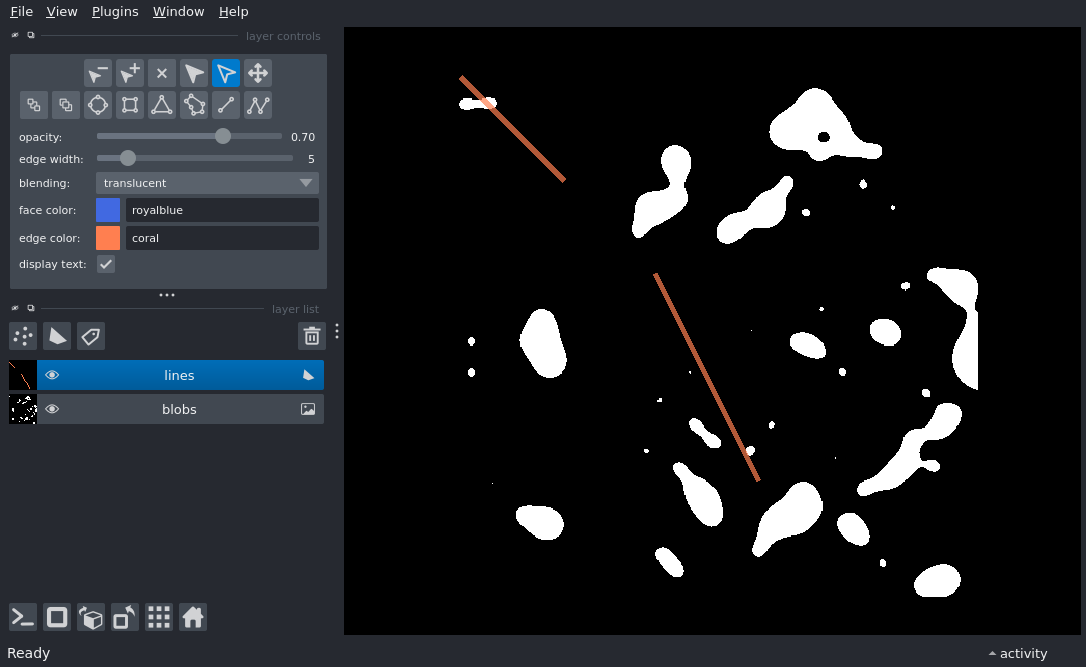 File View Plugins Window Help
layer controls
opacity: 0.70
edge width: 5
blending: translucent
face color: royalblue
edge color: coral
display text:
layer list
lines
blobs
Ready activity